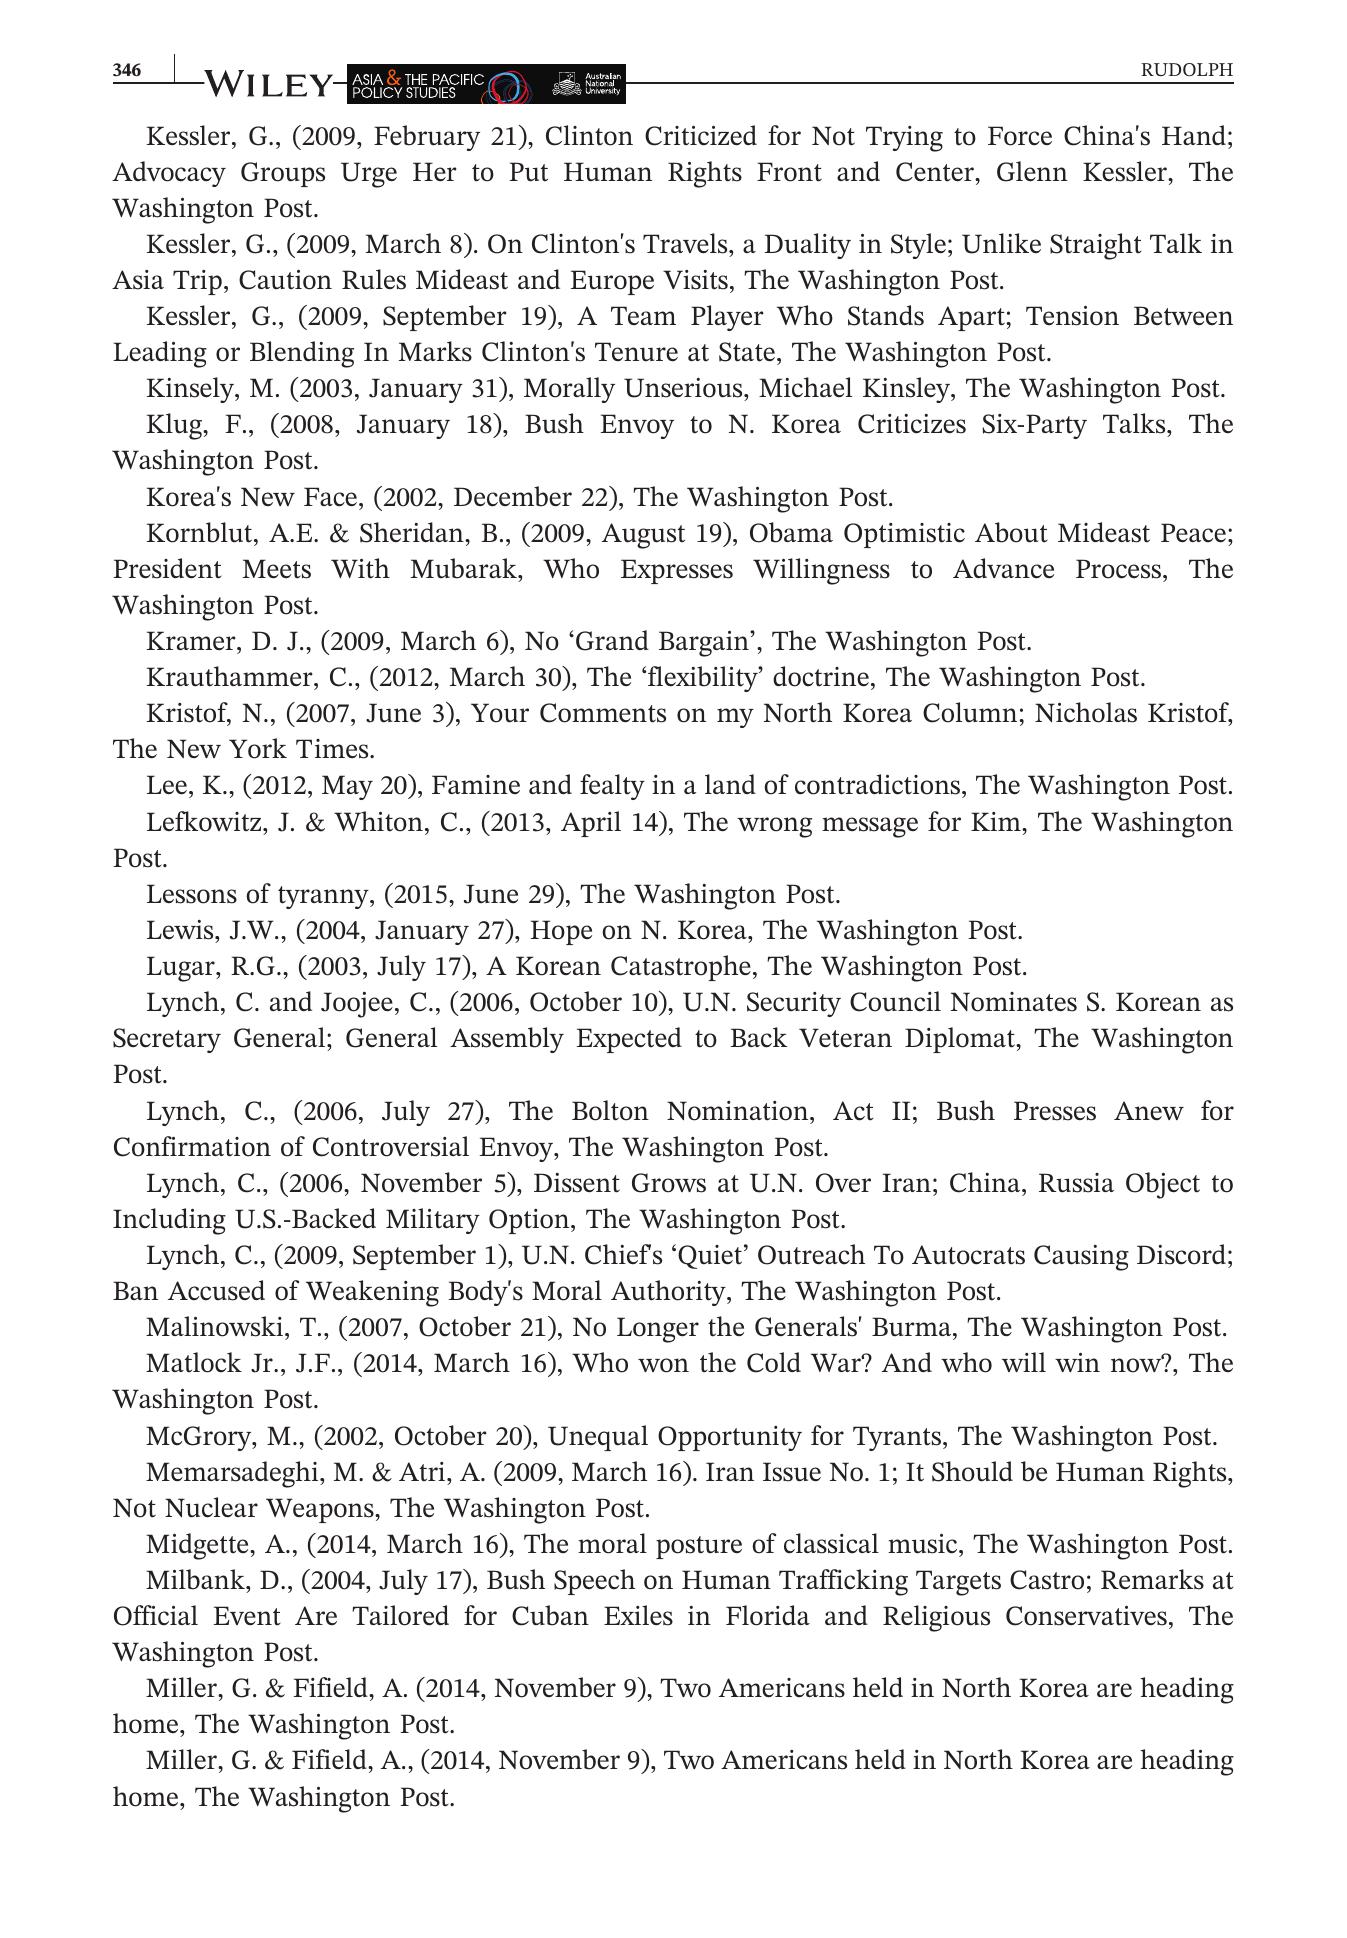 346
WILEY
ASIA & THE PACIFIC
POLICY STUDIES
Australian
National
University
RUDOLPH
Kessler, G., (2009, February 21), Clinton Criticized for Not Trying to Force China's Hand;
Advocacy Groups Urge Her to Put Human Rights Front and Center, Glenn Kessler, The
Washington Post.
Kessler, G., (2009, March 8). On Clinton's Travels, a Duality in Style; Unlike Straight Talk in
Asia Trip, Caution Rules Mideast and Europe Visits, The Washington Post.
Kessler, G., (2009, September 19), A Team Player Who Stands Apart; Tension Between
Leading or Blending In Marks Clinton's Tenure at State, The Washington Post.
Kinsely, M. (2003, January 31), Morally Unserious, Michael Kinsley, The Washington Post.
Klug, F., (2008, January 18), Bush Envoy to N. Korea Criticizes Six-Party Talks, The
Washington Post.
Korea's New Face, (2002, December 22), The Washington Post.
Kornblut, A.E. & Sheridan, B., (2009, August 19), Obama Optimistic About Mideast Peace;
President Meets With Mubarak, Who Expresses Willingness to Advance Process, The
Washington Post.
Kramer, D. J., (2009, March 6), No ‘Grand Bargain’, The Washington Post.
Krauthammer, C., (2012, March 30), The ‘flexibility’ doctrine, The Washington Post.
Kristof, N., (2007, June 3), Your Comments on my North Korea Column; Nicholas Kristof,
The New York Times.
Lee, K., (2012, May 20), Famine and fealty in a land of contradictions, The Washington Post.
Lefkowitz, J. & Whiton, C., (2013, April 14), The wrong message for Kim, The Washington
Post.
Lessons of tyranny, (2015, June 29), The Washington Post.
Lewis, J.W., (2004, January 27), Hope on N. Korea, The Washington Post.
Lugar, R.G., (2003, July 17), A Korean Catastrophe, The Washington Post.
Lynch, C. and Joojee, C., (2006, October 10), U.N. Security Council Nominates S. Korean as
Secretary General; General Assembly Expected to Back Veteran Diplomat, The Washington
Post.
Lynch, C., (2006, July 27), The Bolton Nomination, Act II; Bush Presses Anew for
Confirmation of Controversial Envoy, The Washington Post.
Lynch, C., (2006, November 5), Dissent Grows at U.N. Over Iran; China, Russia Object to
Including U.S.-Backed Military Option, The Washington Post.
Lynch, C., (2009, September 1), U.N. Chief's ‘Quiet’ Outreach To Autocrats Causing Discord;
Ban Accused of Weakening Body's Moral Authority, The Washington Post.
Malinowski, T., (2007, October 21), No Longer the Generals' Burma, The Washington Post.
Matlock Jr., J.F., (2014, March 16), Who won the Cold War? And who will win now?, The
Washington Post.
McGrory, M., (2002, October 20), Unequal Opportunity for Tyrants, The Washington Post.
Memarsadeghi, M. & Atri, A. (2009, March 16). Iran Issue No. 1; It Should be Human Rights,
Not Nuclear Weapons, The Washington Post.
Midgette, A., (2014, March 16), The moral posture of classical music, The Washington Post.
Milbank, D., (2004, July 17), Bush Speech on Human Trafficking Targets Castro; Remarks at
Official Event Are Tailored for Cuban Exiles in Florida and Religious Conservatives, The
Washington Post.
Miller, G. & Fifield, A. (2014, November 9), Two Americans held in North Korea are heading
home, The Washington Post.
Miller, G. & Fifield, A., (2014, November 9), Two Americans held in North Korea are heading
home, The Washington Post.